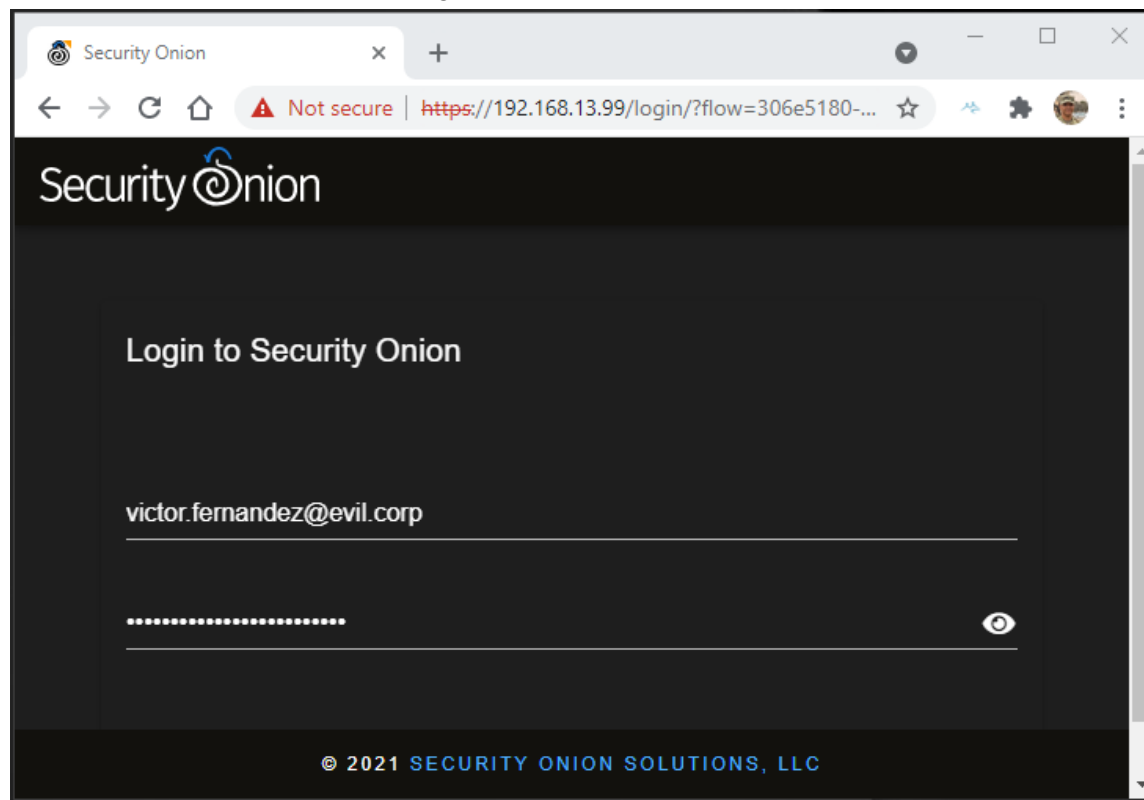 Security Onion
Not secure | https://192.168.13.99/login/?flow=306e5180-...
Security Onion
Login to Security Onion
victor.fernandez@evil.corp
•••••••••••••••••••••••••
© 2021 SECURITY ONION SOLUTIONS, LLC